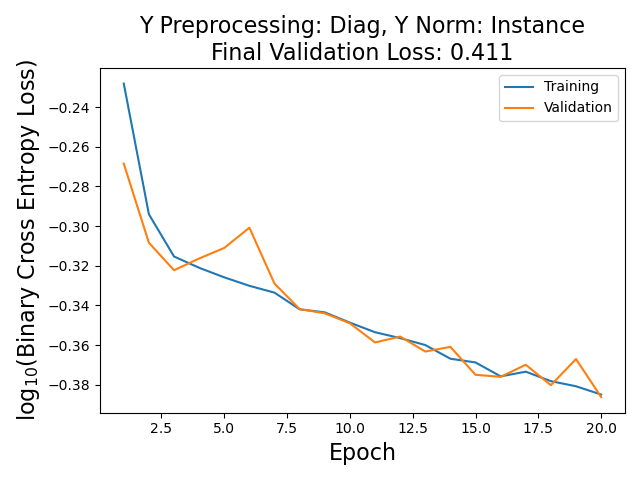 Y Preprocessing: Diag, Y Norm: Instance
Final Validation Loss: 0.411
Training
Validation
log₁₀(Binary Cross Entropy Loss)
−0.24
−0.26
−0.28
−0.30
−0.32
−0.34
−0.36
−0.38
2.5 5.0 7.5 10.0 12.5 15.0 17.5 20.0
Epoch